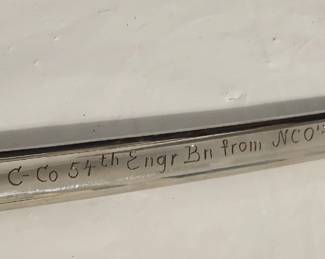 C-Co 54th Engr Bn from NCO's